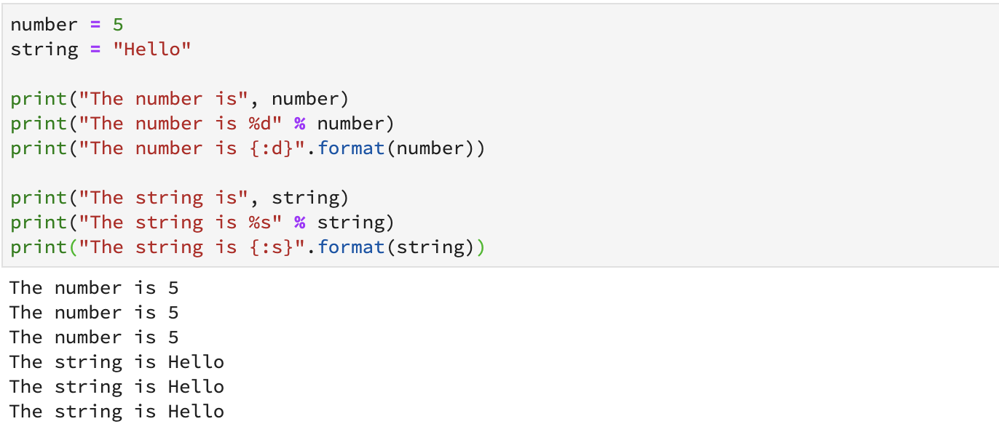 number = 5
string = "Hello"
print("The number is", number)
print("The number is %d" % number)
print("The number is {:d}".format(number))
print("The string is", string)
print("The string is %s" % string)
print("The string is {:s}".format(string))
The number is 5
The number is 5
The number is 5
The string is Hello
The string is Hello
The string is Hello